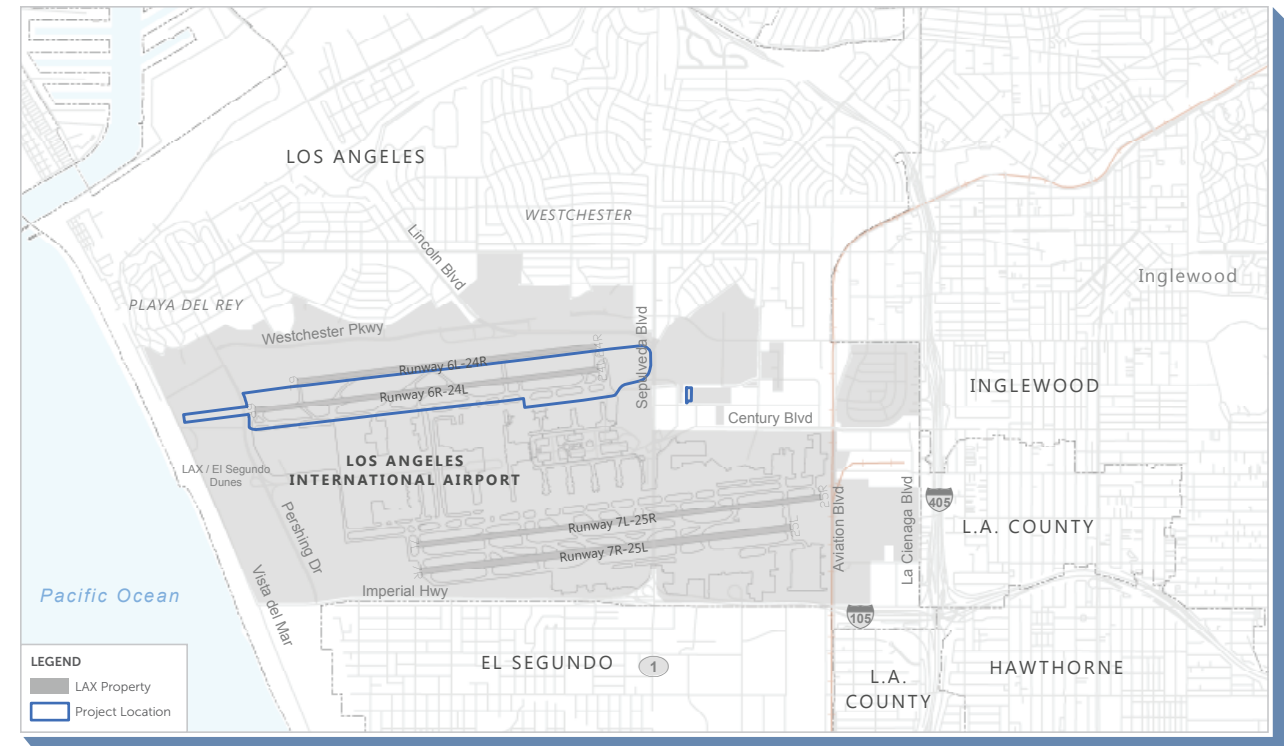 LOS ANGELES
WESTCHESTER
Lincoln Blvd
Inglewood
PLAYA DEL REY
Westchester Pkwy
Sepulveda Blvd
Runway 6L-24R
Runway 6R-24L
INGLEWOOD
Century Blvd
LOS ANGELES
INTERNATIONAL AIRPORT
LAX / El Segundo
Dunes
Pershing Dr
Runway 7L-25R
Runway 7R-25L
Aviation Blvd
La Cienaga Blvd
405
L.A. COUNTY
Pacific Ocean
Vista del Mar
Imperial Hwy
105
EL SEGUNDO
1
L.A.
COUNTY
HAWTHORNE
LEGEND
LAX Property
Project Location